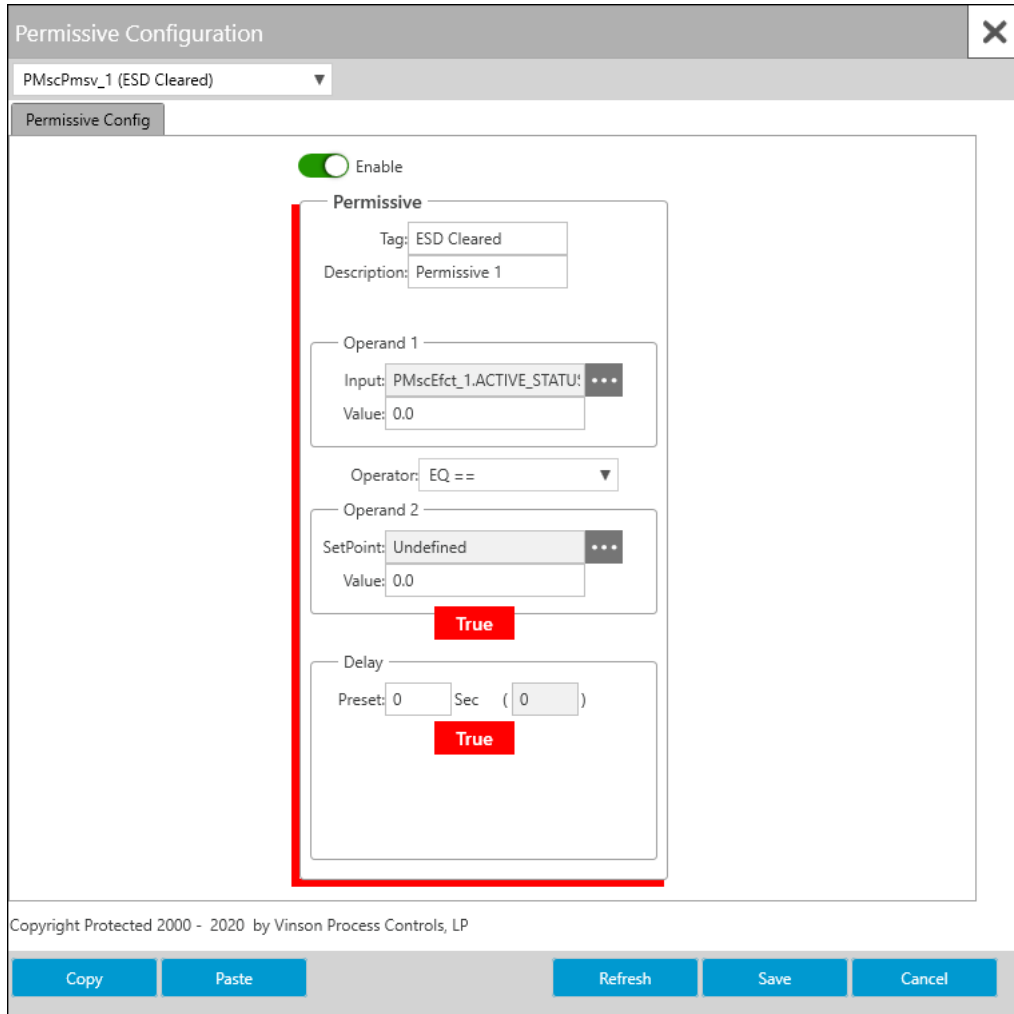 Permissive Configuration
PMscPmsv_1 (ESD Cleared)
Permissive Config
Enable
Permissive
Tag: ESD Cleared
Description: Permissive 1
Operand 1
Input: PMscEfct_1.ACTIVE_STATUS
Value: 0.0
Operator: EQ ==
Operand 2
SetPoint: Undefined
Value: 0.0
True
Delay
Preset: 0 Sec ( 0 )
True
Copyright Protected 2000 - 2020 by Vinson Process Controls, LP
Copy Paste Refresh Save Cancel